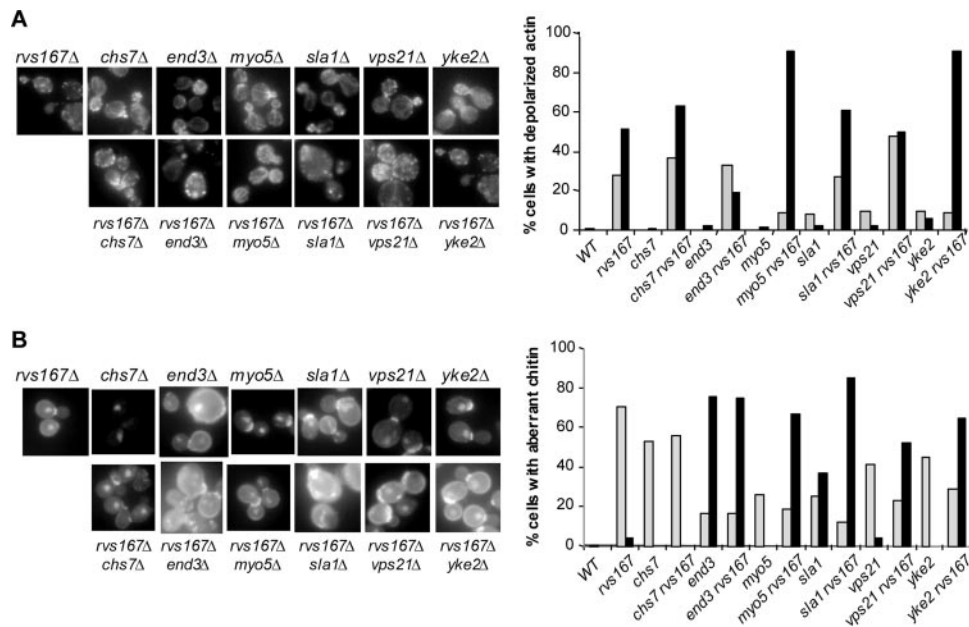 A
rvs167Δ chs7Δ end3Δ myo5Δ sla1Δ vps21Δ yke2Δ
rvs167Δ rvs167Δ rvs167Δ rvs167Δ rvs167Δ rvs167Δ
chs7Δ end3Δ myo5Δ sla1Δ vps21Δ yke2Δ
% cells with depolarized actin
100
80
60
40
20
0
WT
rvs167
chs7
chs7 rvs167
end3
end3 rvs167
myo5
myo5 rvs167
sla1
sla1 rvs167
vps21
vps21 rvs167
yke2
yke2 rvs167
B
rvs167Δ chs7Δ end3Δ myo5Δ sla1Δ vps21Δ yke2Δ
rvs167Δ rvs167Δ rvs167Δ rvs167Δ rvs167Δ rvs167Δ
chs7Δ end3Δ myo5Δ sla1Δ vps21Δ yke2Δ
% cells with aberrant chitin
100
80
60
40
20
0
WT
rvs167
chs7
chs7 rvs167
end3
end3 rvs167
myo5
myo5 rvs167
sla1
sla1 rvs167
vps21
vps21 rvs167
yke2
yke2 rvs167